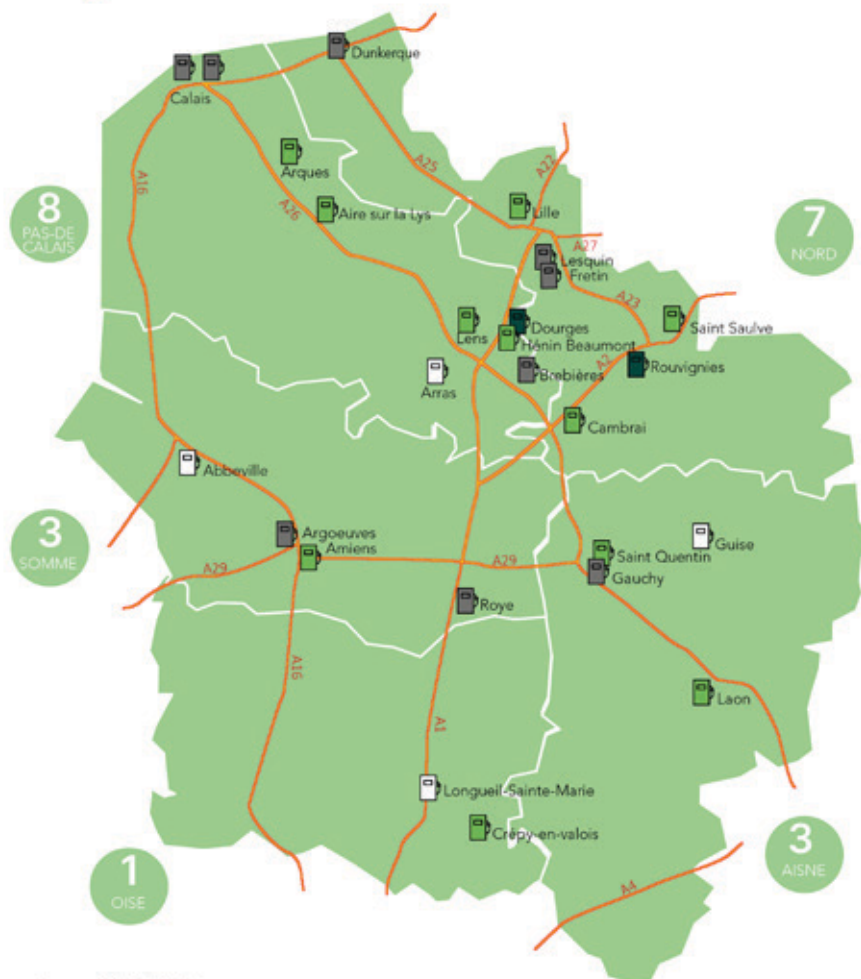 Dunkerque
Calais
Arques
A25
A22
A16
8
PAS-DE
CALAIS
A26
Aire sur la Lys
Lille
7
NORD
A27
Lesquin
Fretin
A23
Lens
Dourges
Saint Saulve
Hénin Beaumont
A2
Arras
Brebières
Rouvignies
Cambrai
Abbeville
3
SOMME
Argoeuves
Amiens
A29
A29
Saint Quentin
Guise
Gauchy
Roye
A16
A1
Laon
Longueil-Sainte-Marie
Crépy-en-valois
1
OISE
3
AISNE
A4